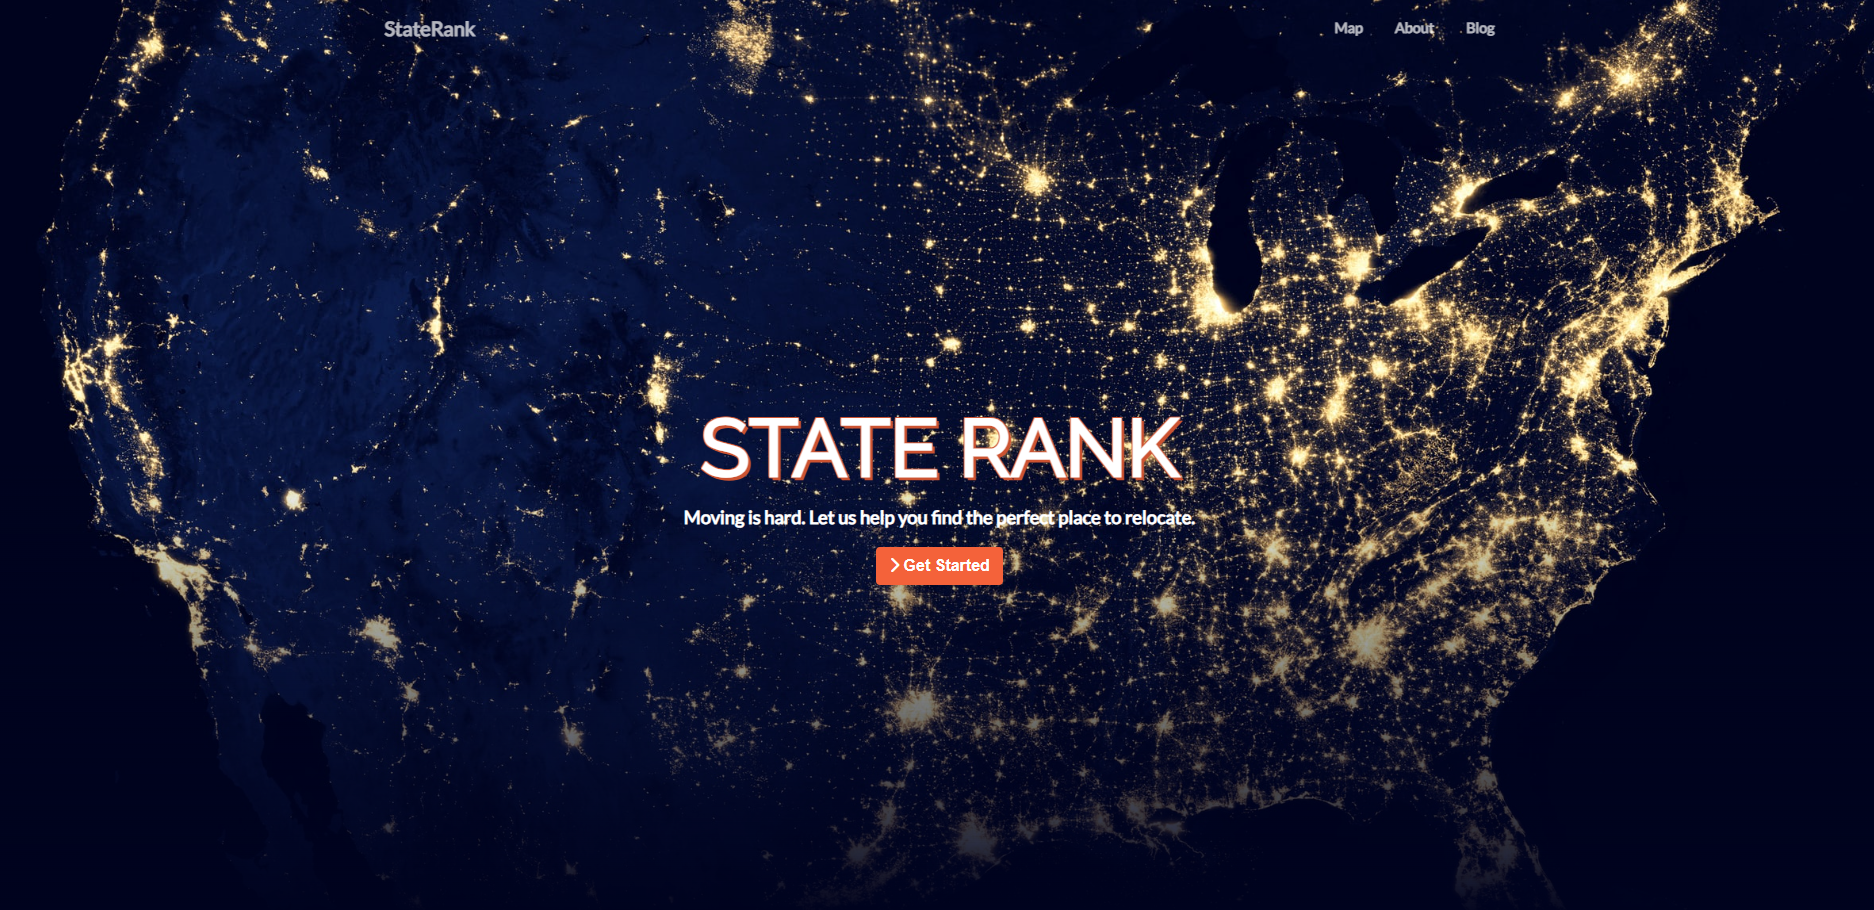 StateRank
Map About Blog
STATE RANK
Moving is hard. Let us help you find the perfect place to relocate.
Get Started